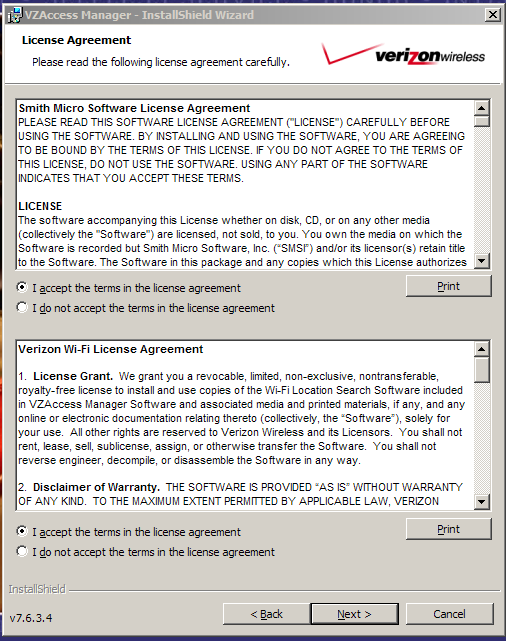 VZAccess Manager - InstallShield Wizard
License Agreement
Please read the following license agreement carefully.
verizonwireless
Smith Micro Software License Agreement
PLEASE READ THIS SOFTWARE LICENSE AGREEMENT ("LICENSE") CAREFULLY BEFORE
USING THE SOFTWARE. BY INSTALLING AND USING THE SOFTWARE, YOU ARE AGREEING
TO BE BOUND BY THE TERMS OF THIS LICENSE. IF YOU DO NOT AGREE TO THE TERMS OF
THIS LICENSE, DO NOT USE THE SOFTWARE. USING ANY PART OF THE SOFTWARE
INDICATES THAT YOU ACCEPT THESE TERMS.
LICENSE
The software accompanying this License whether on disk, CD, or on any other media
(collectively the "Software") are licensed, not sold, to you. You own the media on which the
Software is recorded but Smith Micro Software, Inc. (“SMSI”) and/or its licensor(s) retain title
to the Software. The Software in this package and any copies which this License authorizes
I accept the terms in the license agreement
Print
I do not accept the terms in the license agreement
Verizon Wi-Fi License Agreement
1. License Grant. We grant you a revocable, limited, non-exclusive, nontransferable,
royalty-free license to install and use copies of the Wi-Fi Location Search Software included
in VZAccess Manager Software and associated media and printed materials, if any, and any
online or electronic documentation relating thereto (collectively, the “Software”), solely for
your use. All other rights are reserved to Verizon Wireless and its Licensors. You shall not
rent, lease, sell, sublicense, assign, or otherwise transfer the Software. You shall not
reverse engineer, decompile, or disassemble the Software in any way.
2. Disclaimer of Warranty. THE SOFTWARE IS PROVIDED “AS IS” WITHOUT WARRANTY
OF ANY KIND. TO THE MAXIMUM EXTENT PERMITTED BY APPLICABLE LAW, VERIZON
I accept the terms in the license agreement
Print
I do not accept the terms in the license agreement
InstallShield
v7.6.3.4
< Back
Next >
Cancel